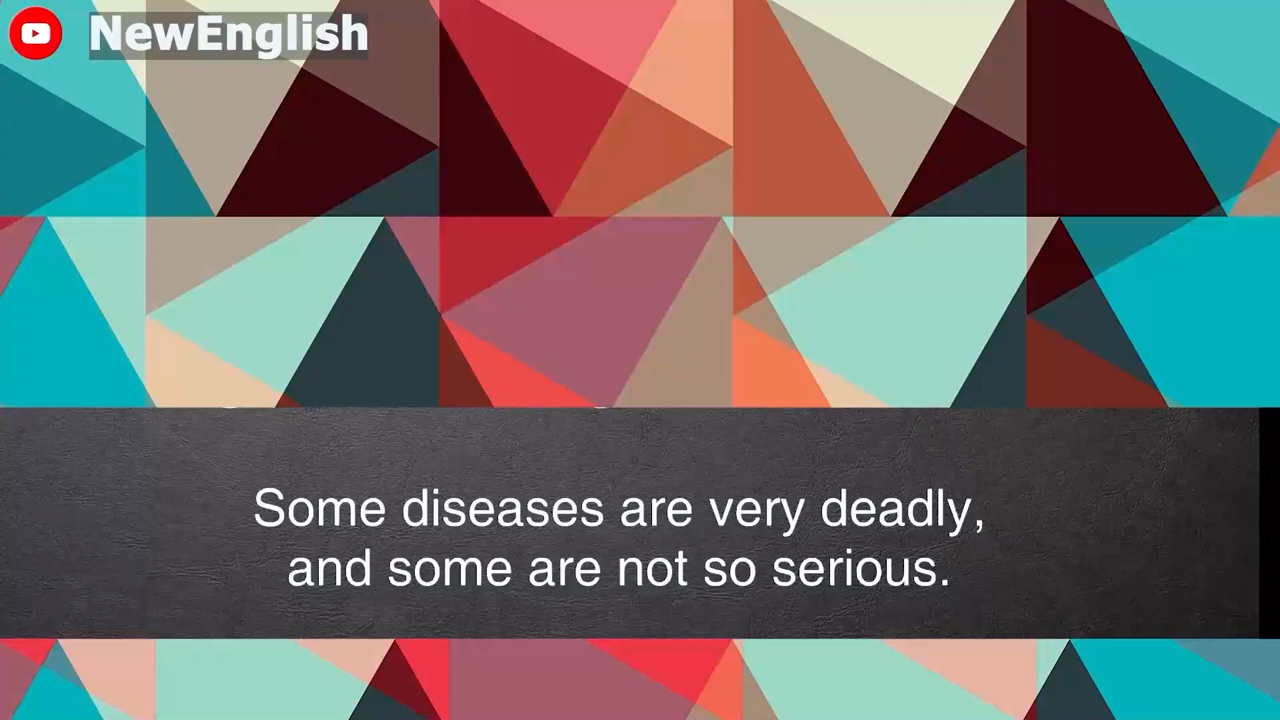 NewEnglish
Some diseases are very deadly,
and some are not so serious.